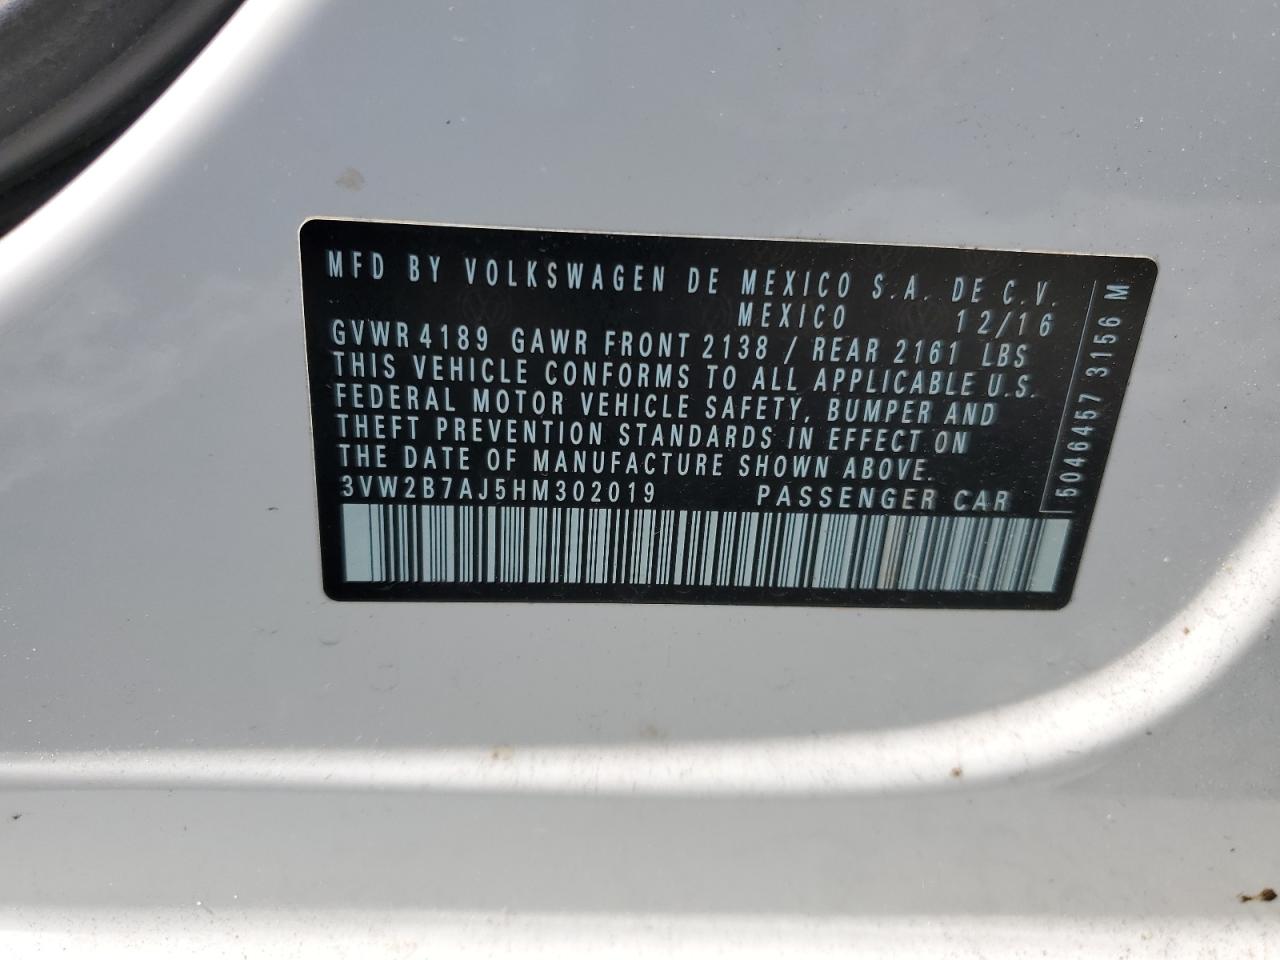 MFD BY VOLKSWAGEN DE MEXICO S.A. DE C.V.
MEXICO 12/16
GVWR 4189 GAWR FRONT 2138 / REAR 2161 LBS
THIS VEHICLE CONFORMS TO ALL APPLICABLE U.S.
FEDERAL MOTOR VEHICLE SAFETY, BUMPER AND
THEFT PREVENTION STANDARDS IN EFFECT ON
THE DATE OF MANUFACTURE SHOWN ABOVE.
3VW2B7AJ5HM302019 PASSENGER CAR
5046457 3156 M